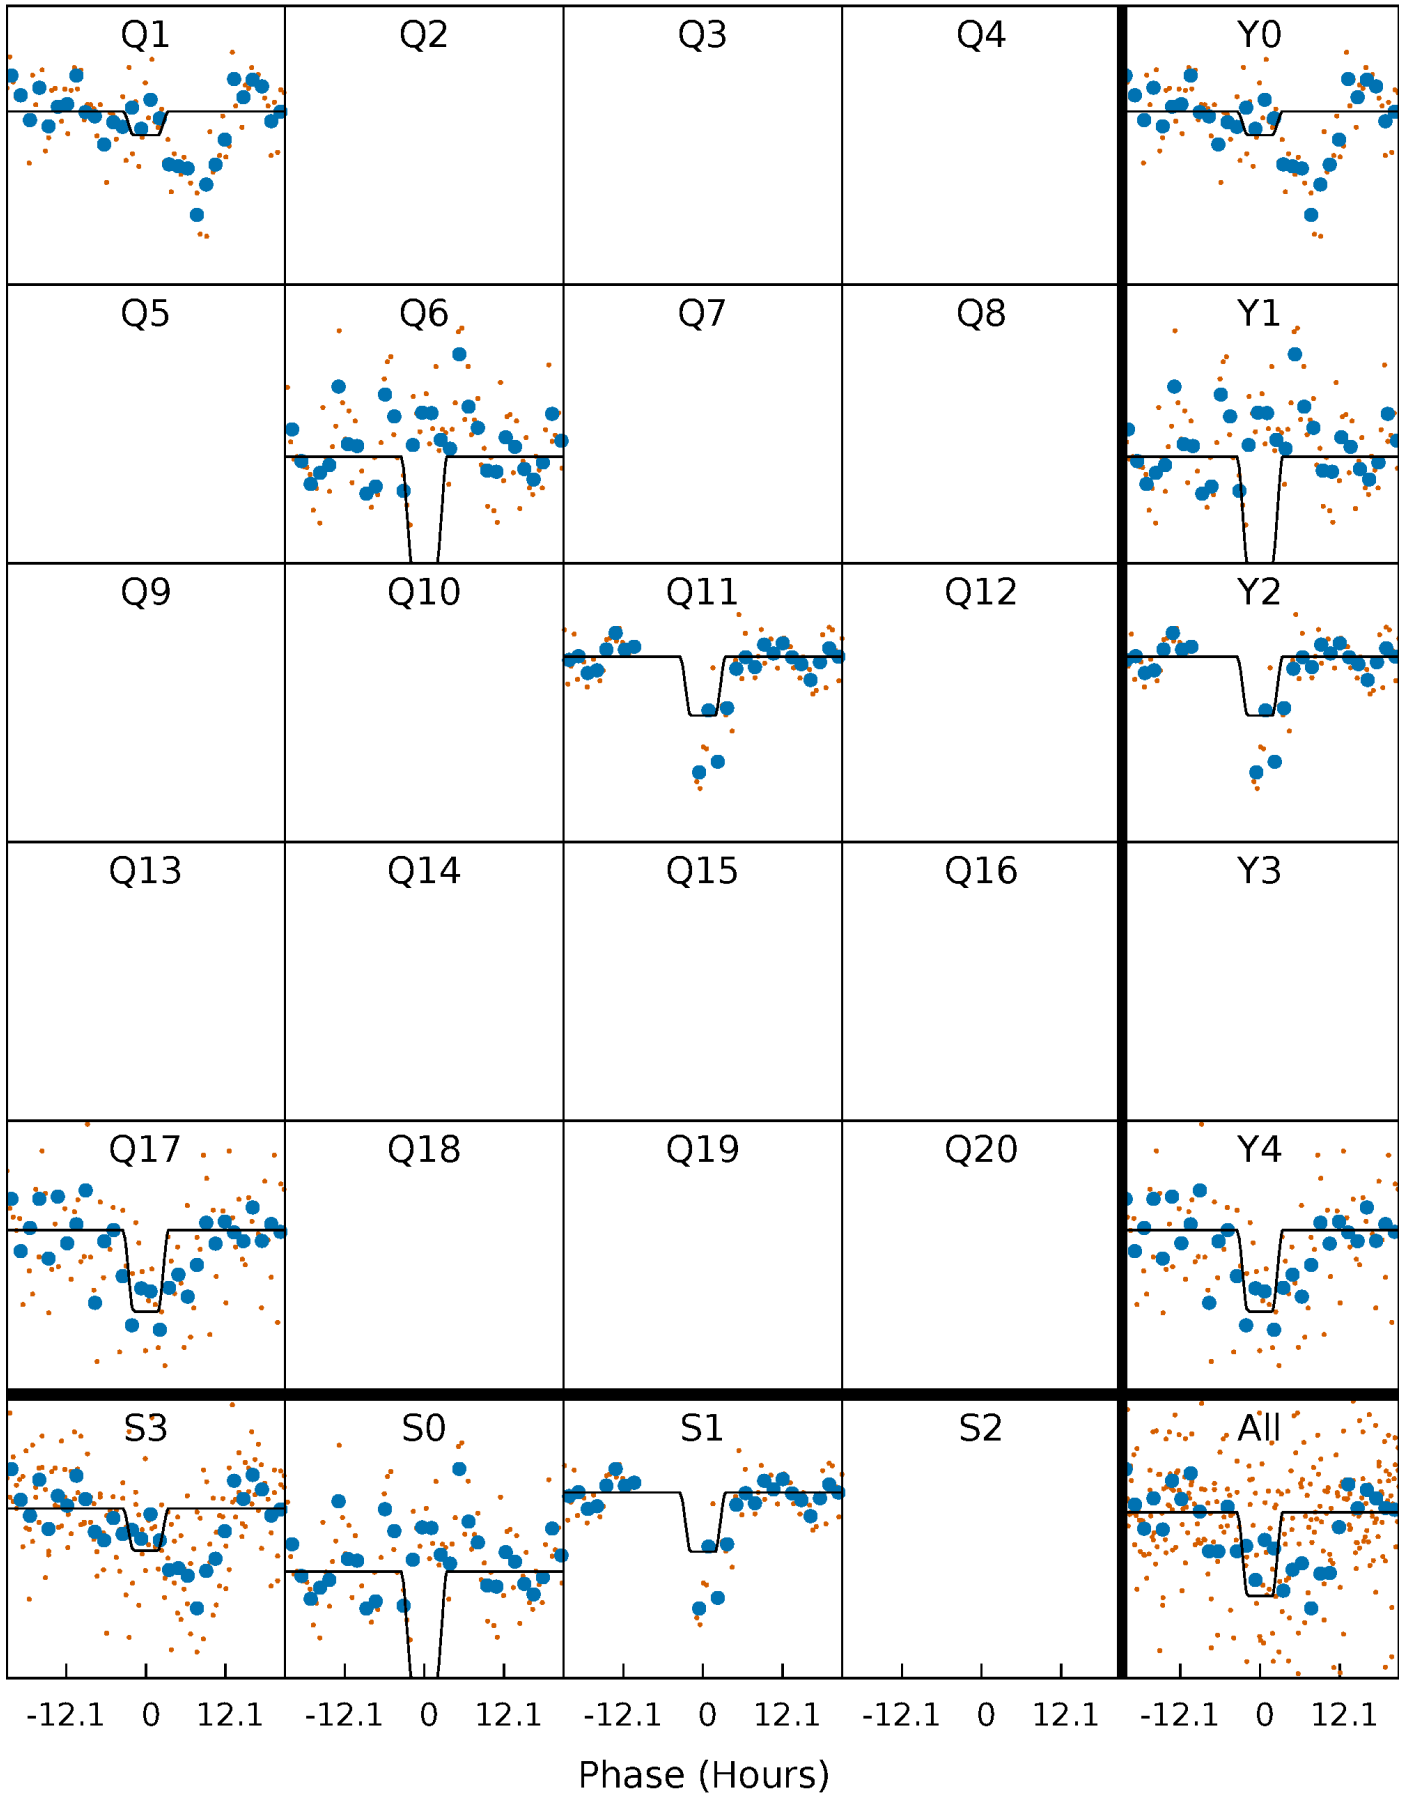 Q1 Q2 Q3 Q4 Y0
Q5 Q6 Q7 Q8 Y1
Q9 Q10 Q11 Q12 Y2
Q13 Q14 Q15 Q16 Y3
Q17 Q18 Q19 Q20 Y4
S3 S0 S1 S2 All
-12.1 0 12.1 -12.1 0 12.1 -12.1 0 12.1 -12.1 0 12.1 -12.1 0 12.1
Phase (Hours)